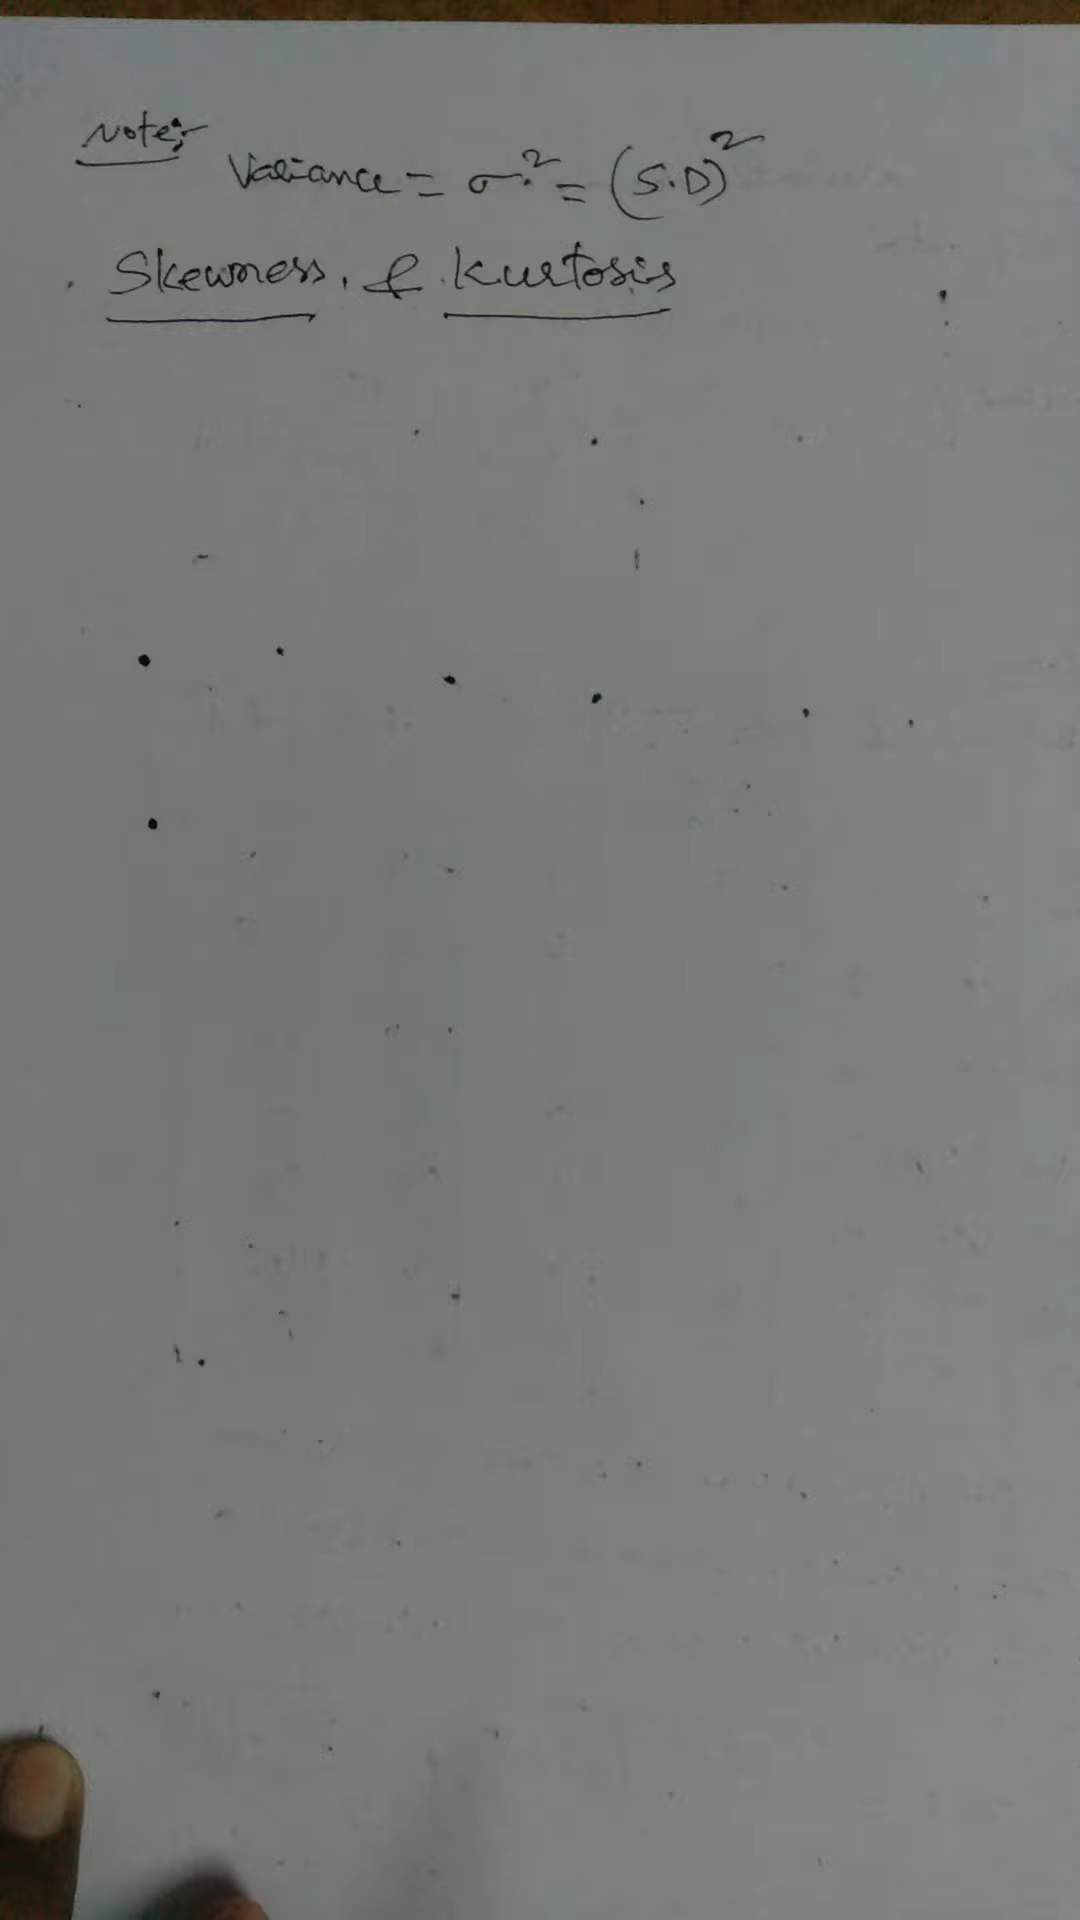 Note:-
Variance = σ² = (S.D)²
Skewness, & Kurtosis